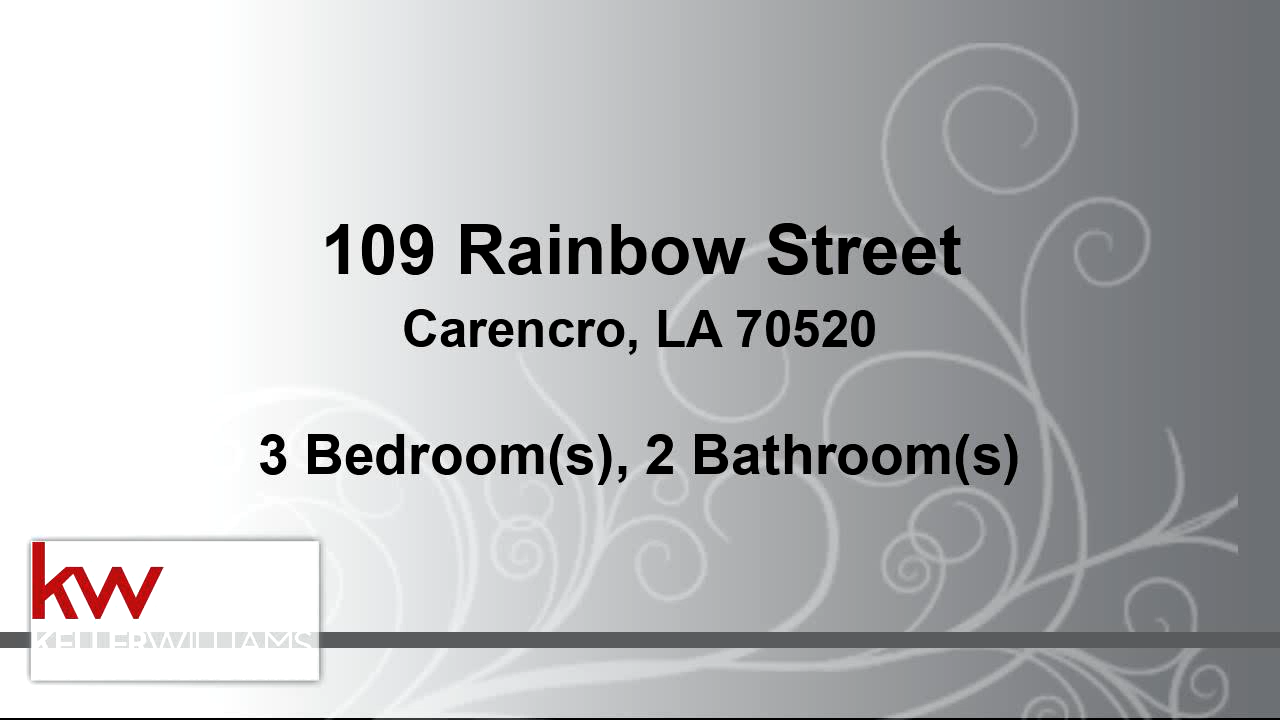 109 Rainbow Street
Carencro, LA 70520
3 Bedroom(s), 2 Bathroom(s)
kw
KELLERWILLIAMS